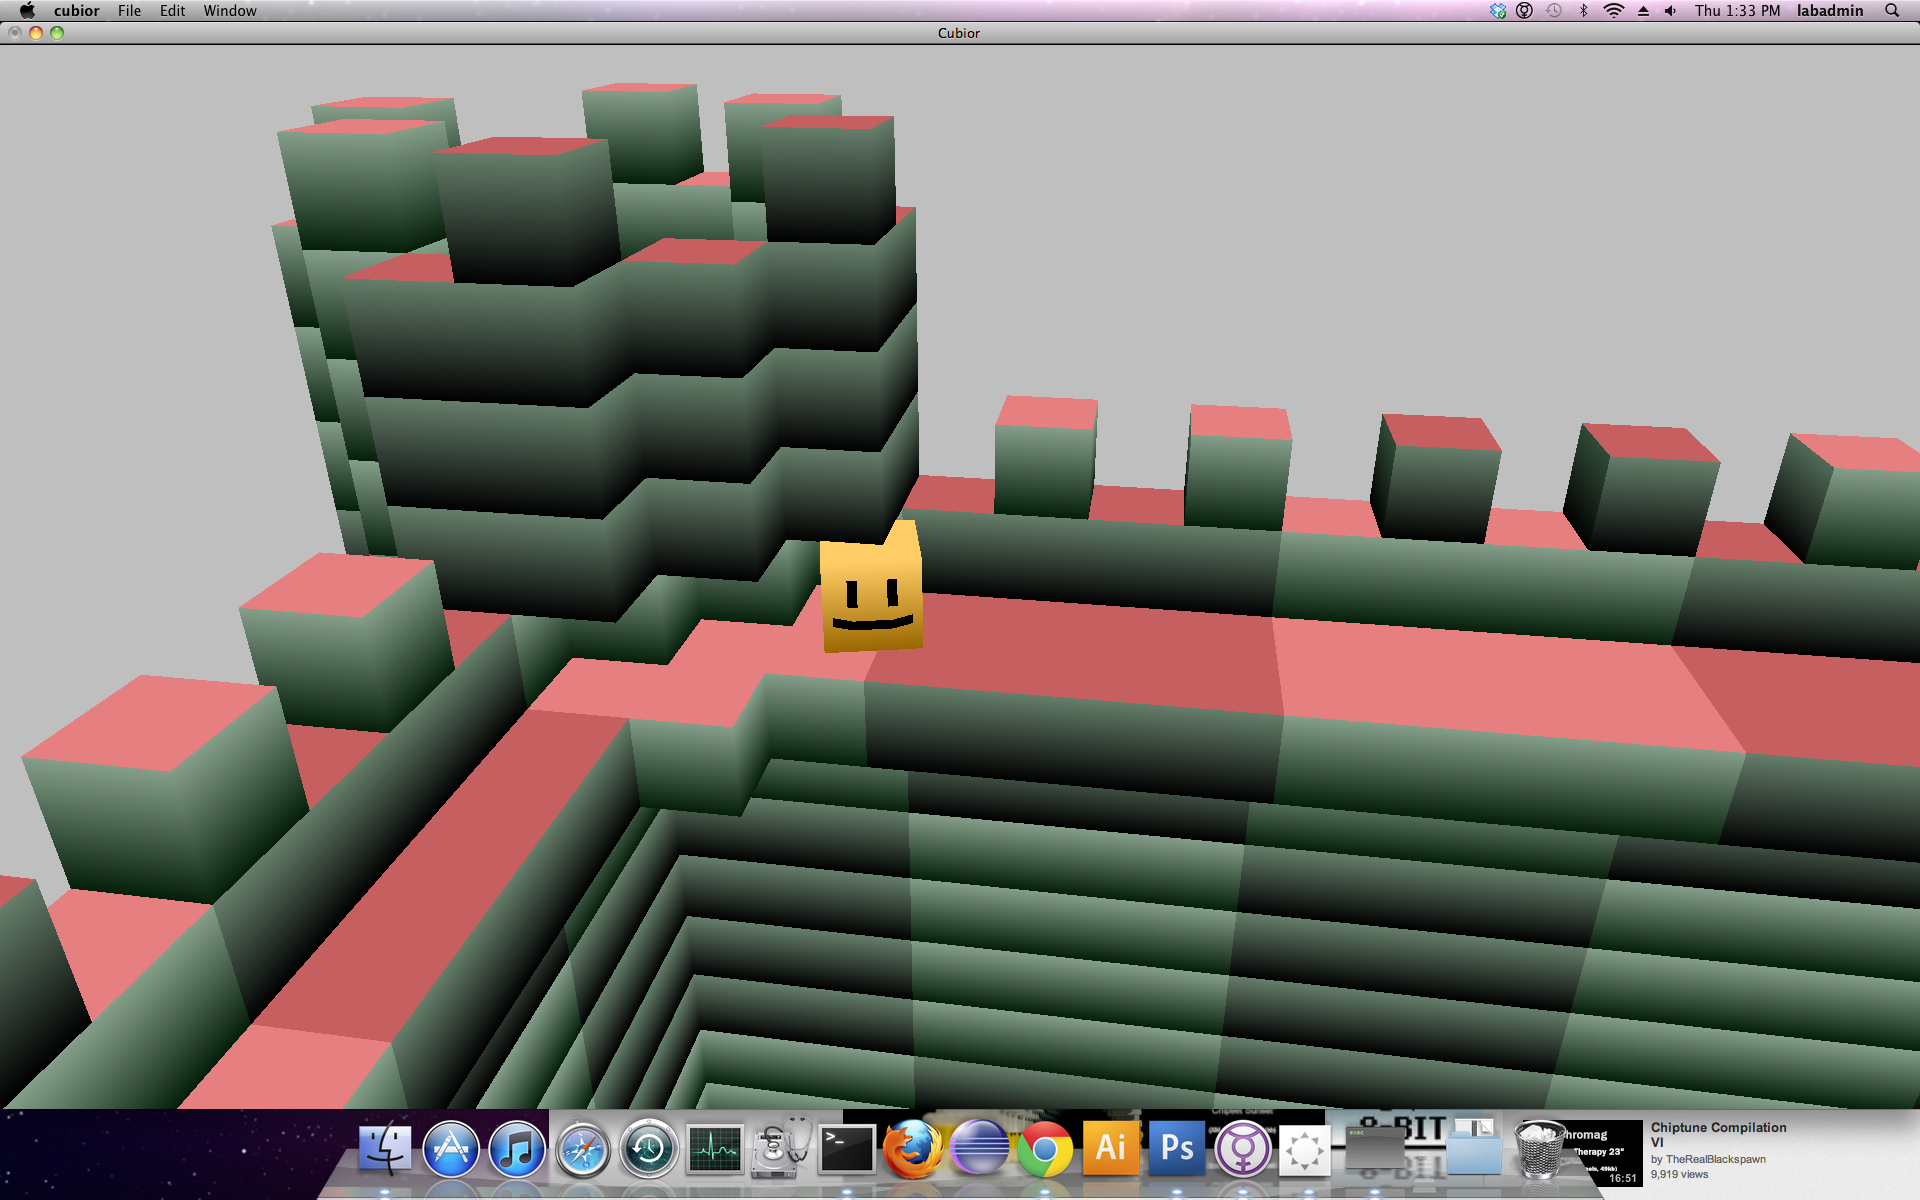 cubior File Edit Window Thu 1:33 PM labadmin
Cubior
exec
8-BIT
Ai Ps
>_
hromag
Therapy 23"
16:51
Chiptune Compilation
VI
by TheRealBlackspawn
9,919 views